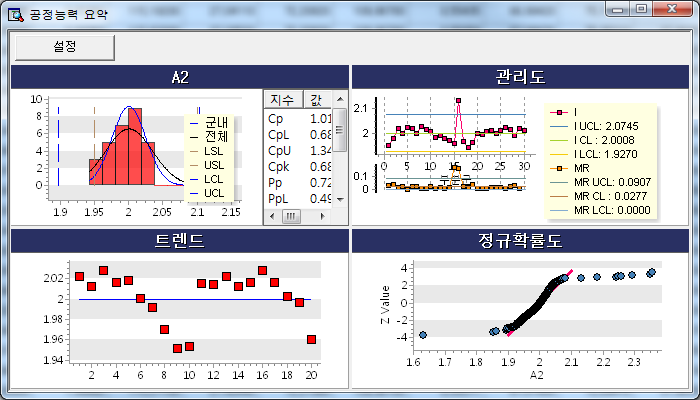 공정능력 요약
설정
A2
10
8
6
4
2
0
1.9
1.95
2
2.05
2.1
2.15
군내
전체
LSL
USL
LCL
UCL
지수 값
Cp 1.01
CpL 0.68
CpU 1.34
Cpk 0.68
Pp 0.72
PpL 0.49
관리도
2.1
2
0 5 10 15 20 25 30
0.1
0
I
I UCL: 2.0745
I CL : 2.0008
I LCL: 1.9270
MR
MR UCL: 0.0907
MR CL : 0.0277
MR LCL: 0.0000
트렌드
2.02
2
1.98
1.96
1.94
2 4 6 8 10 12 14 16 18 20
정규확률도
Z Value
4
2
0
-2
-4
1.6 1.7 1.8 1.9 2 2.1 2.2 2.3
A2